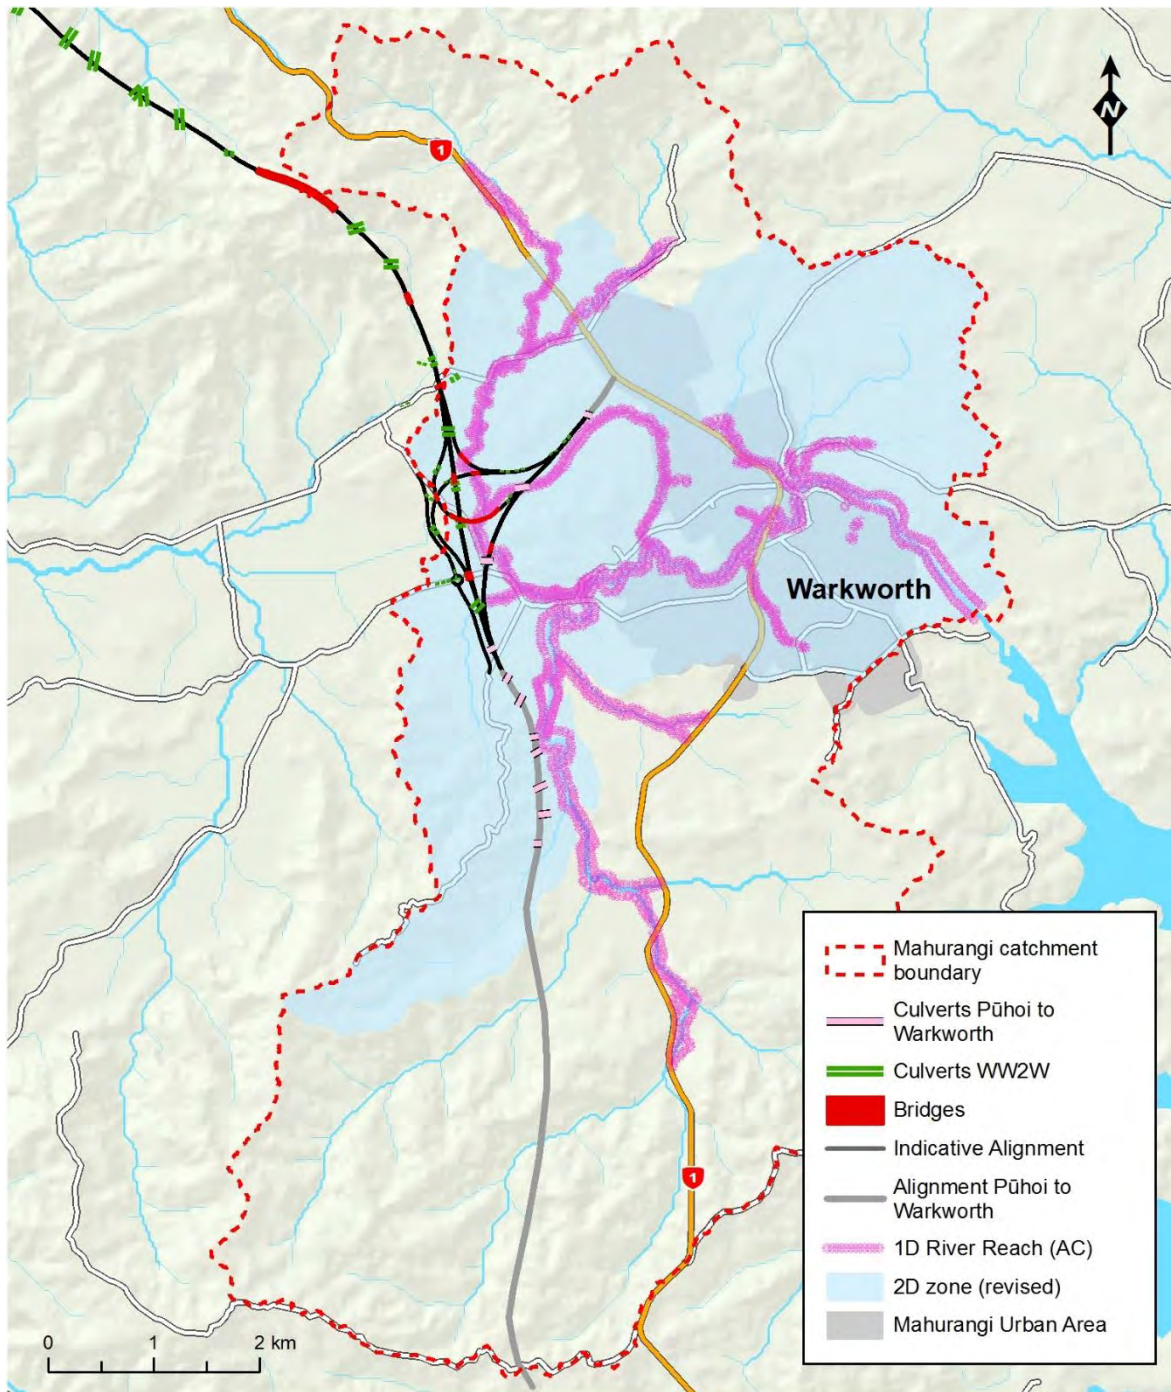 1
N
Warkworth
Mahurangi catchment
boundary
Culverts Pūhoi to
Warkworth
Culverts WW2W
Bridges
Indicative Alignment
Alignment Pūhoi to
Warkworth
1D River Reach (AC)
2D zone (revised)
Mahurangi Urban Area
1
0 1 2 km